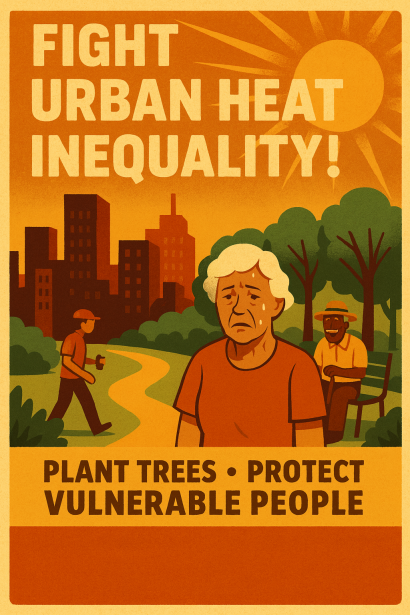 FIGHT
URBAN HEAT
INEQUALITY!
PLANT TREES • PROTECT
VULNERABLE PEOPLE